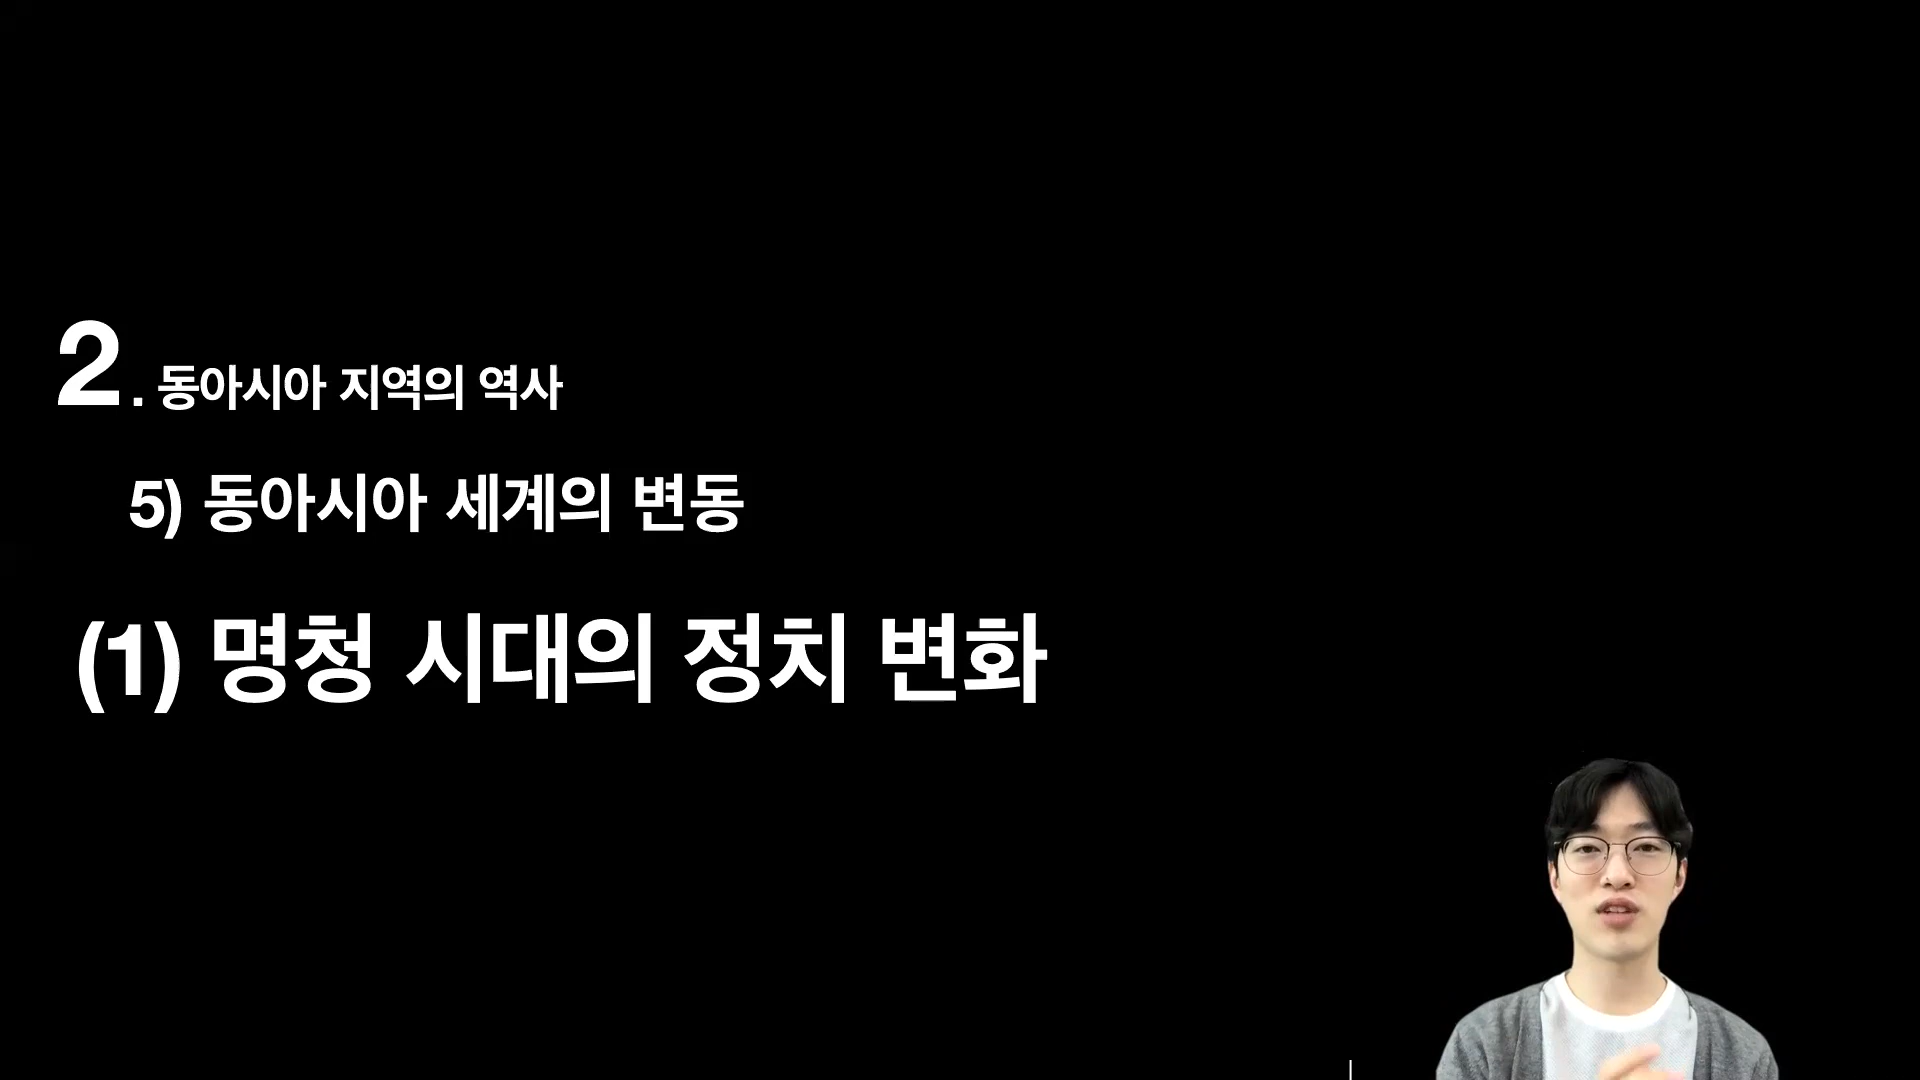 2. 동아시아 지역의 역사
5) 동아시아 세계의 변동
(1) 명청 시대의 정치 변화